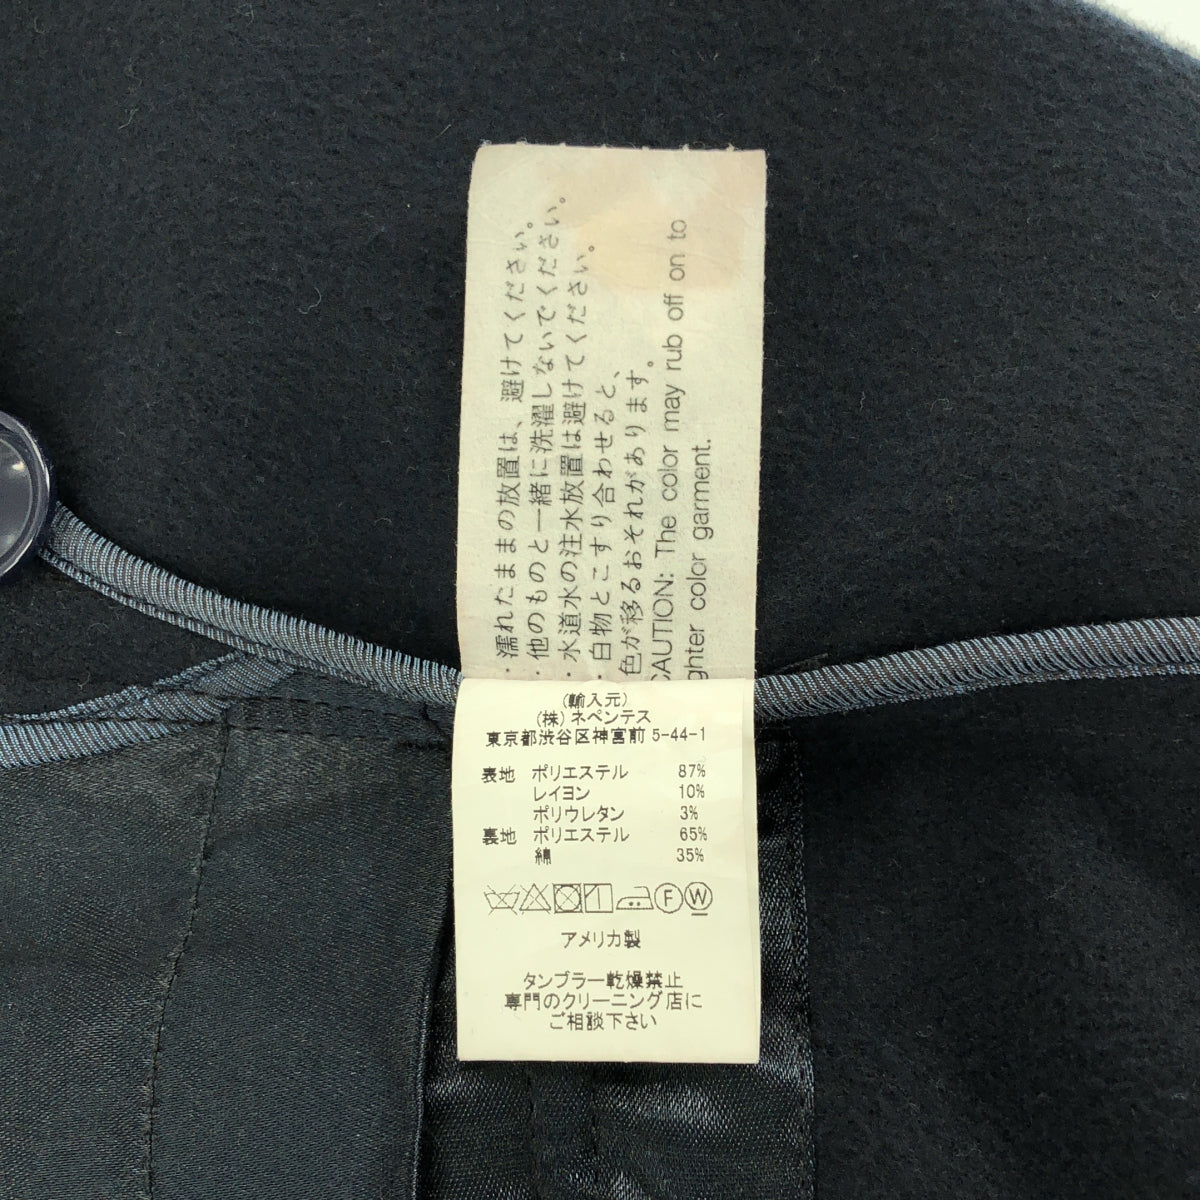 ・濡れたままの放置は、避けてください。
・他のものと一緒に洗濯しないでください。
・水道水の注水放置は避けてください。
・白物とこすり合わせると、
色が移るおそれがあります。
CAUTION: The color may rub off on to
ghter color garment.
(輸入元)
(株) ネペンテス
東京都渋谷区神宮前 5-44-1
表地 ポリエステル 87%
レイヨン 10%
ポリウレタン 3%
裏地 ポリエステル 65%
綿 35%
F W
アメリカ製
タンブラー乾燥禁止
専門のクリーニング店に
ご相談下さい